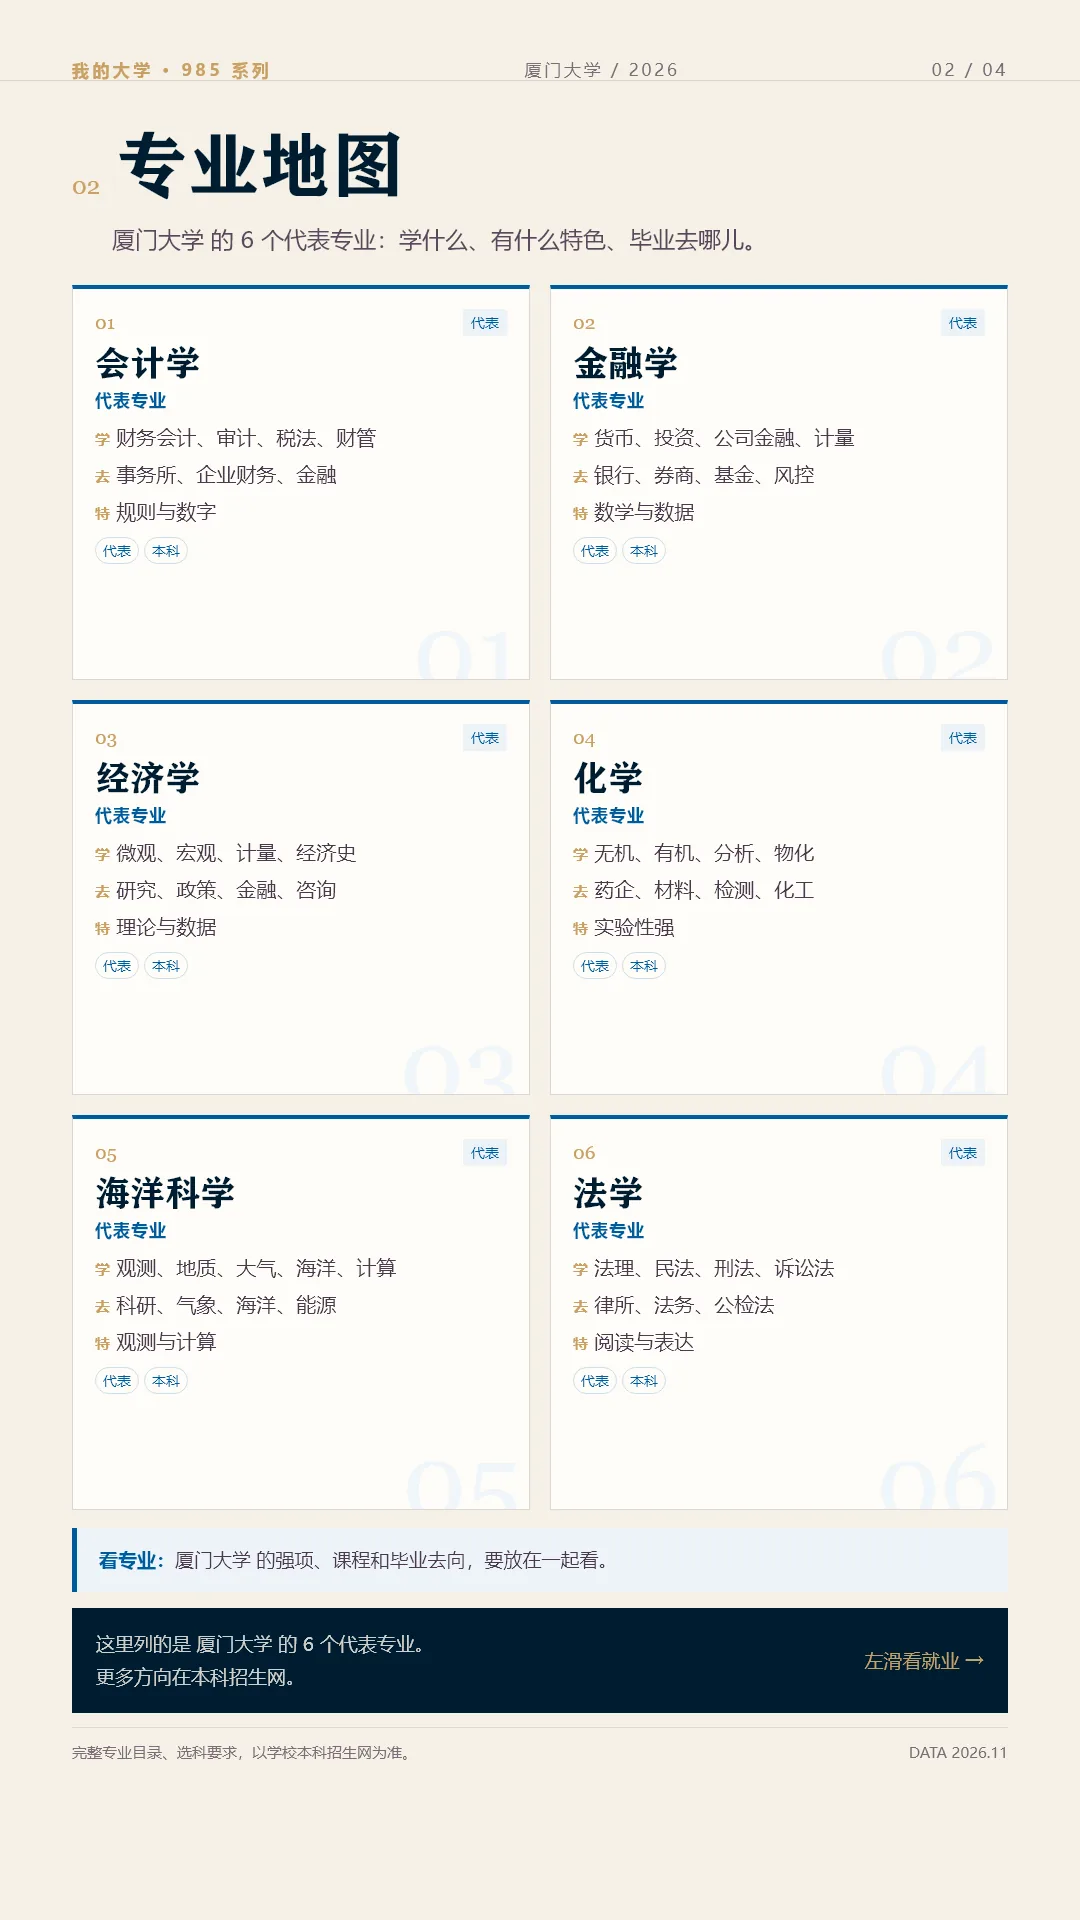 我的大学 · 985 系列
厦门大学 / 2026
02 / 04
02 专业地图
厦门大学 的 6 个代表专业：学什么、有什么特色、毕业去哪儿。
01 代表
会计学
代表专业
学 财务会计、审计、税法、财管
去 事务所、企业财务、金融
特 规则与数字
代表 本科
01
02 代表
金融学
代表专业
学 货币、投资、公司金融、计量
去 银行、券商、基金、风控
特 数学与数据
代表 本科
02
03 代表
经济学
代表专业
学 微观、宏观、计量、经济史
去 研究、政策、金融、咨询
特 理论与数据
代表 本科
03
04 代表
化学
代表专业
学 无机、有机、分析、物化
去 药企、材料、检测、化工
特 实验性强
代表 本科
04
05 代表
海洋科学
代表专业
学 观测、地质、大气、海洋、计算
去 科研、气象、海洋、能源
特 观测与计算
代表 本科
05
06 代表
法学
代表专业
学 法理、民法、刑法、诉讼法
去 律所、法务、公检法
特 阅读与表达
代表 本科
06
看专业：厦门大学 的强项、课程和毕业去向，要放在一起看。
这里列的是 厦门大学 的 6 个代表专业。
更多方向在本科招生网。
左滑看就业 →
完整专业目录、选科要求，以学校本科招生网为准。
DATA 2026.11